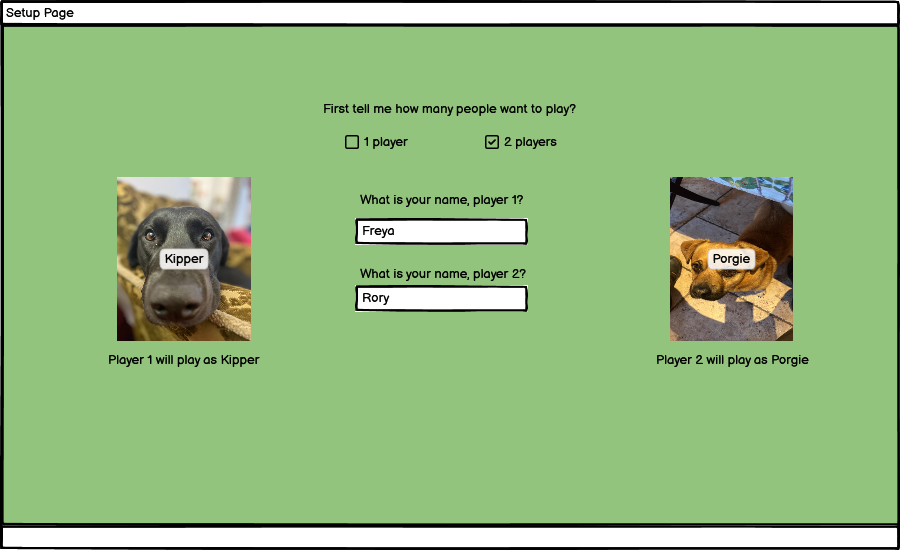 Setup Page
First tell me how many people want to play?
1 player
2 players
What is your name, player 1?
Freya
What is your name, player 2?
Rory
Kipper
Player 1 will play as Kipper
Porgie
Player 2 will play as Porgie